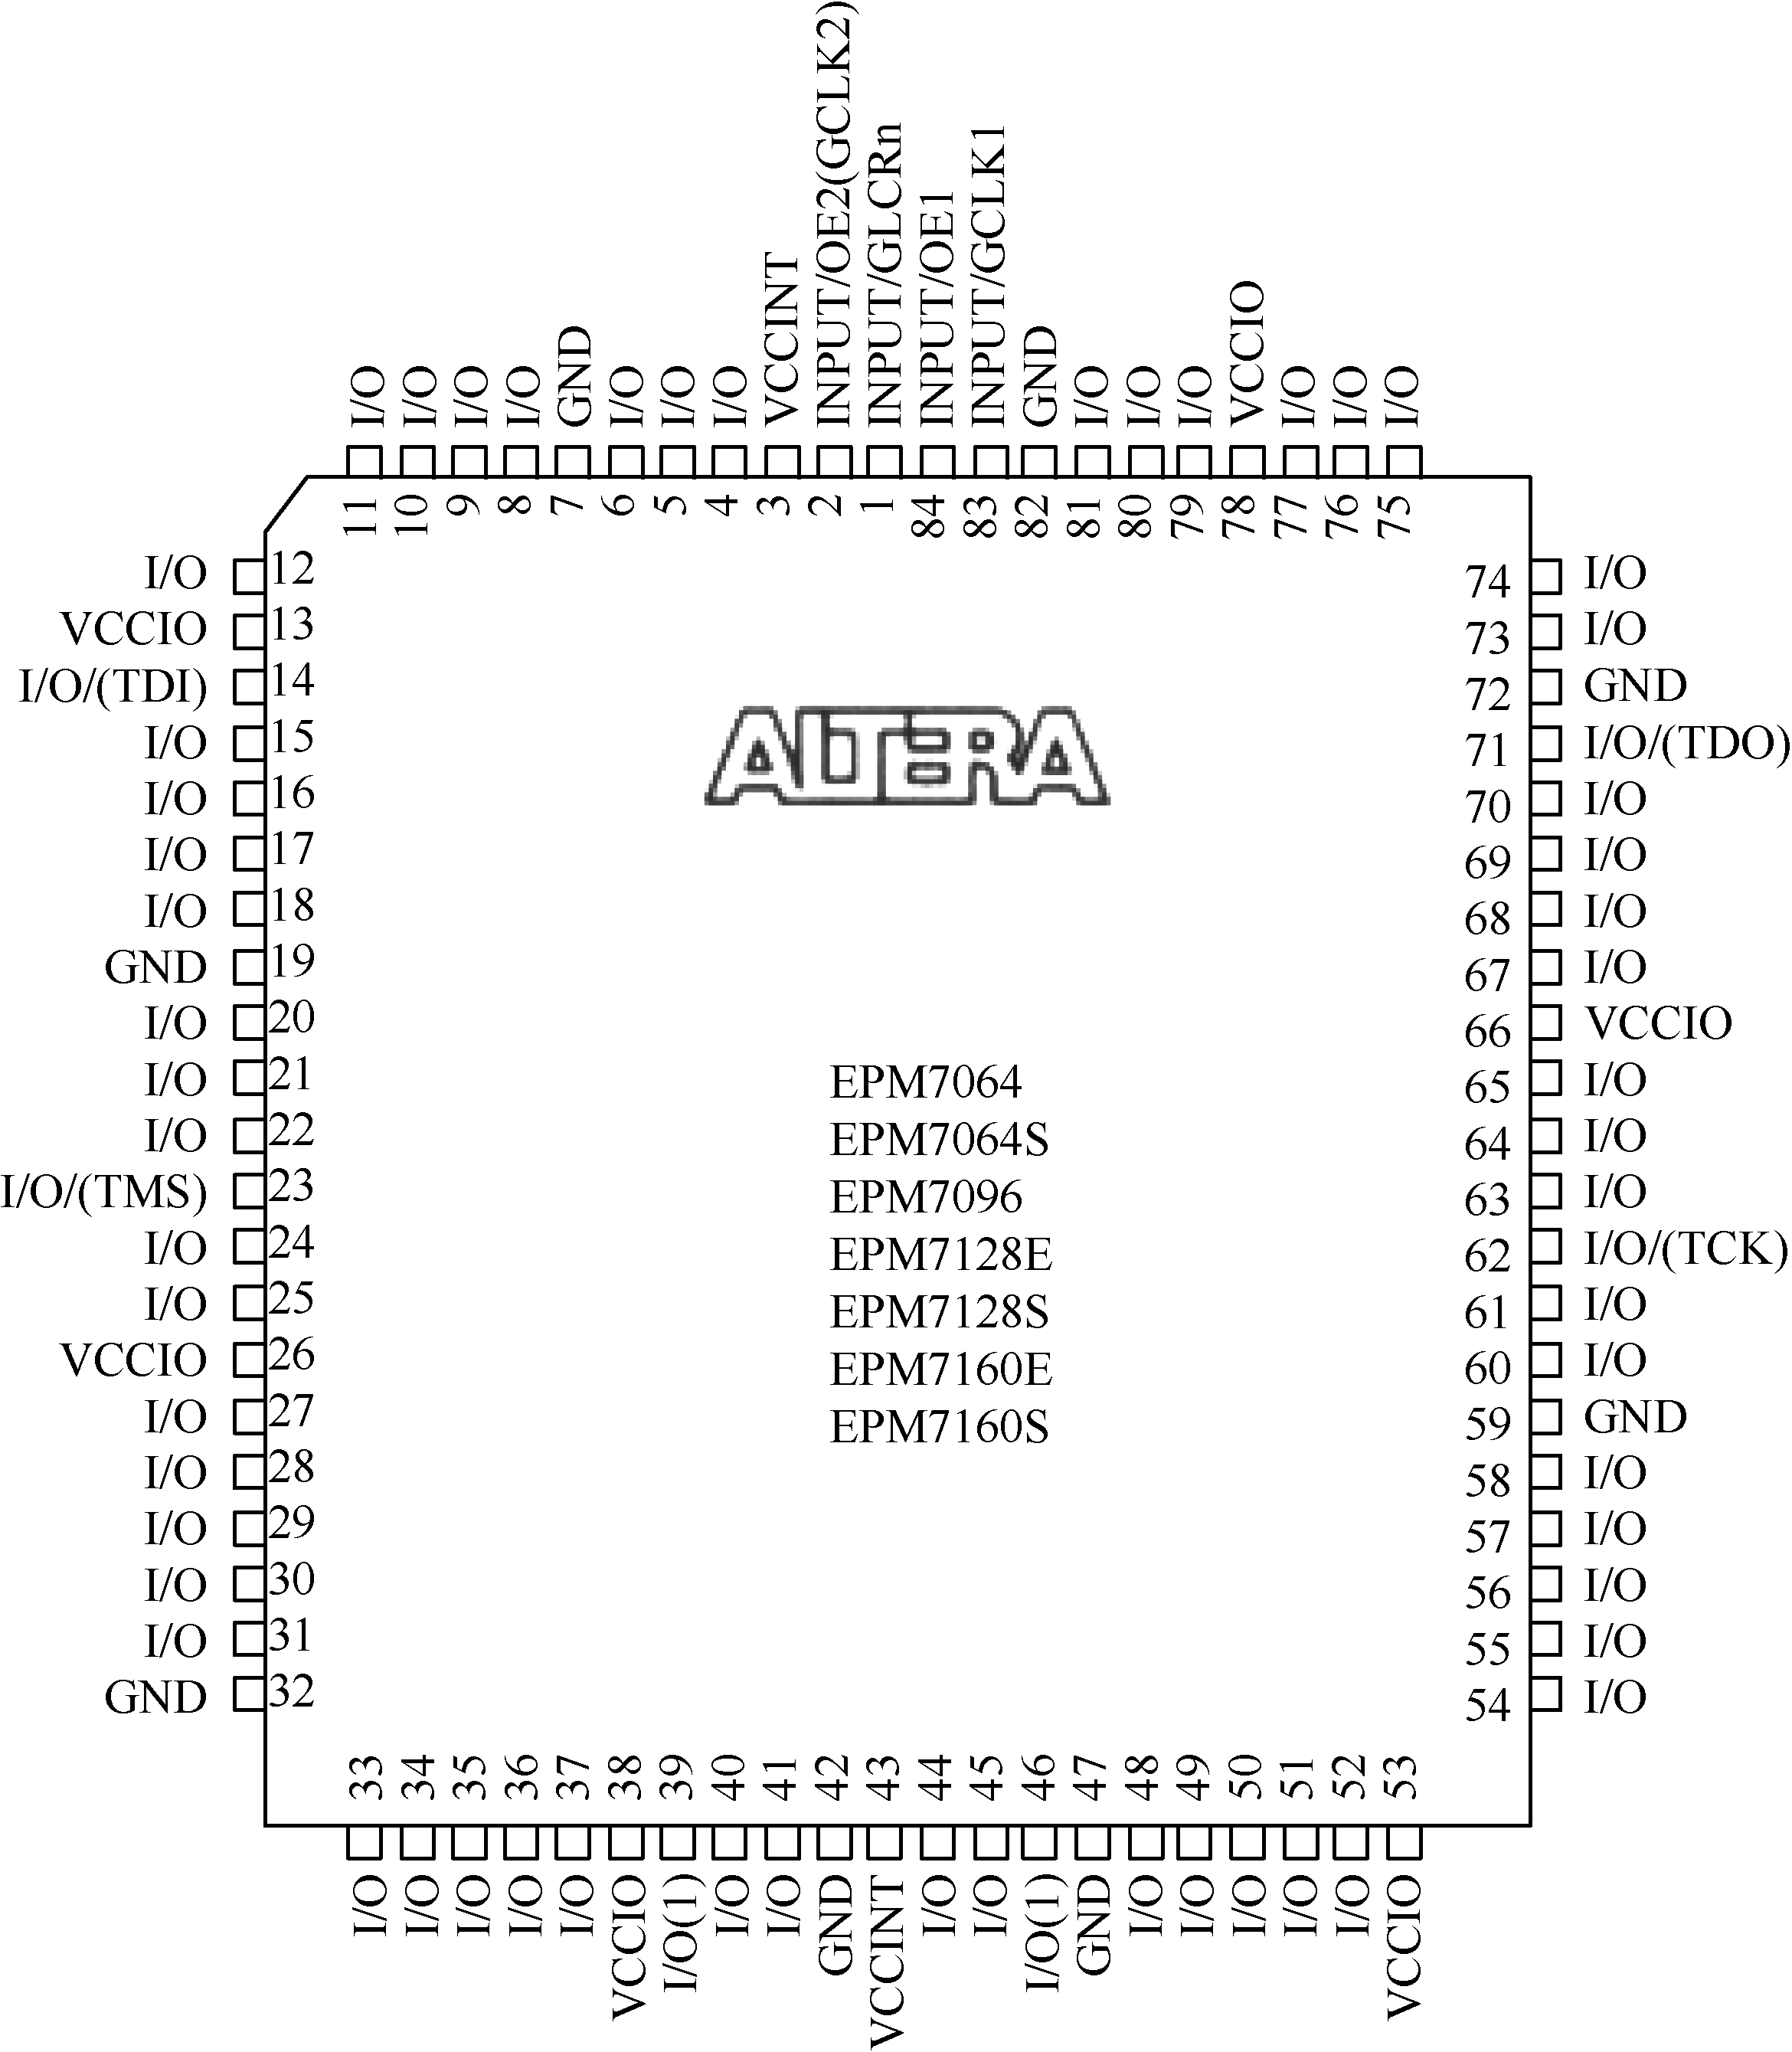 I/O
I/O
I/O
I/O
GND
I/O
I/O
I/O
VCCINT
INPUT/OE2(GCLK2)
INPUT/GLCRn
INPUT/OE1
INPUT/GCLK1
GND
I/O
I/O
I/O
VCCIO
I/O
I/O
I/O
11
10
9
8
7
6
5
4
3
2
1
84
83
82
81
80
79
78
77
76
75
I/O 12
VCCIO 13
I/O/(TDI) 14
I/O 15
I/O 16
I/O 17
I/O 18
GND 19
I/O 20
I/O 21
I/O 22
I/O/(TMS) 23
I/O 24
I/O 25
VCCIO 26
I/O 27
I/O 28
I/O 29
I/O 30
I/O 31
GND 32
ALTERA
EPM7064
EPM7064S
EPM7096
EPM7128E
EPM7128S
EPM7160E
EPM7160S
74 I/O
73 I/O
72 GND
71 I/O/(TDO)
70 I/O
69 I/O
68 I/O
67 I/O
66 VCCIO
65 I/O
64 I/O
63 I/O
62 I/O/(TCK)
61 I/O
60 I/O
59 GND
58 I/O
57 I/O
56 I/O
55 I/O
54 I/O
33
34
35
36
37
38
39
40
41
42
43
44
45
46
47
48
49
50
51
52
53
I/O
I/O
I/O
I/O
I/O
VCCIO
I/O(1)
I/O
I/O
GND
VCCINT
I/O
I/O
I/O(1)
GND
I/O
I/O
I/O
I/O
I/O
VCCIO